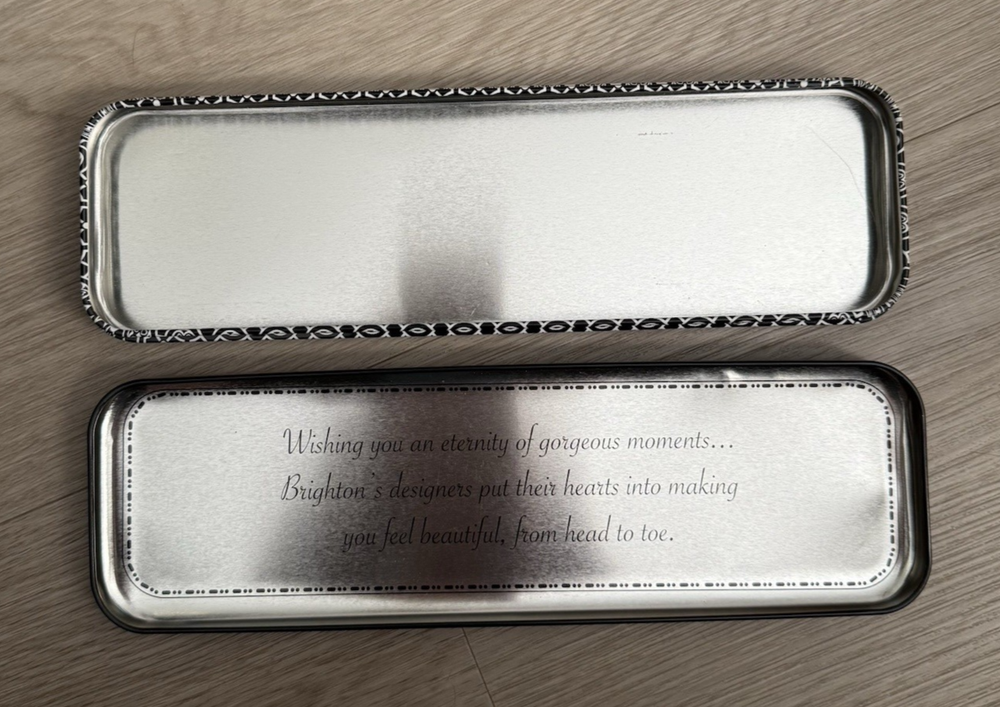 Wishing you an eternity of gorgeous moments...
Brighton's designers put their hearts into making
you feel beautiful, from head to toe.